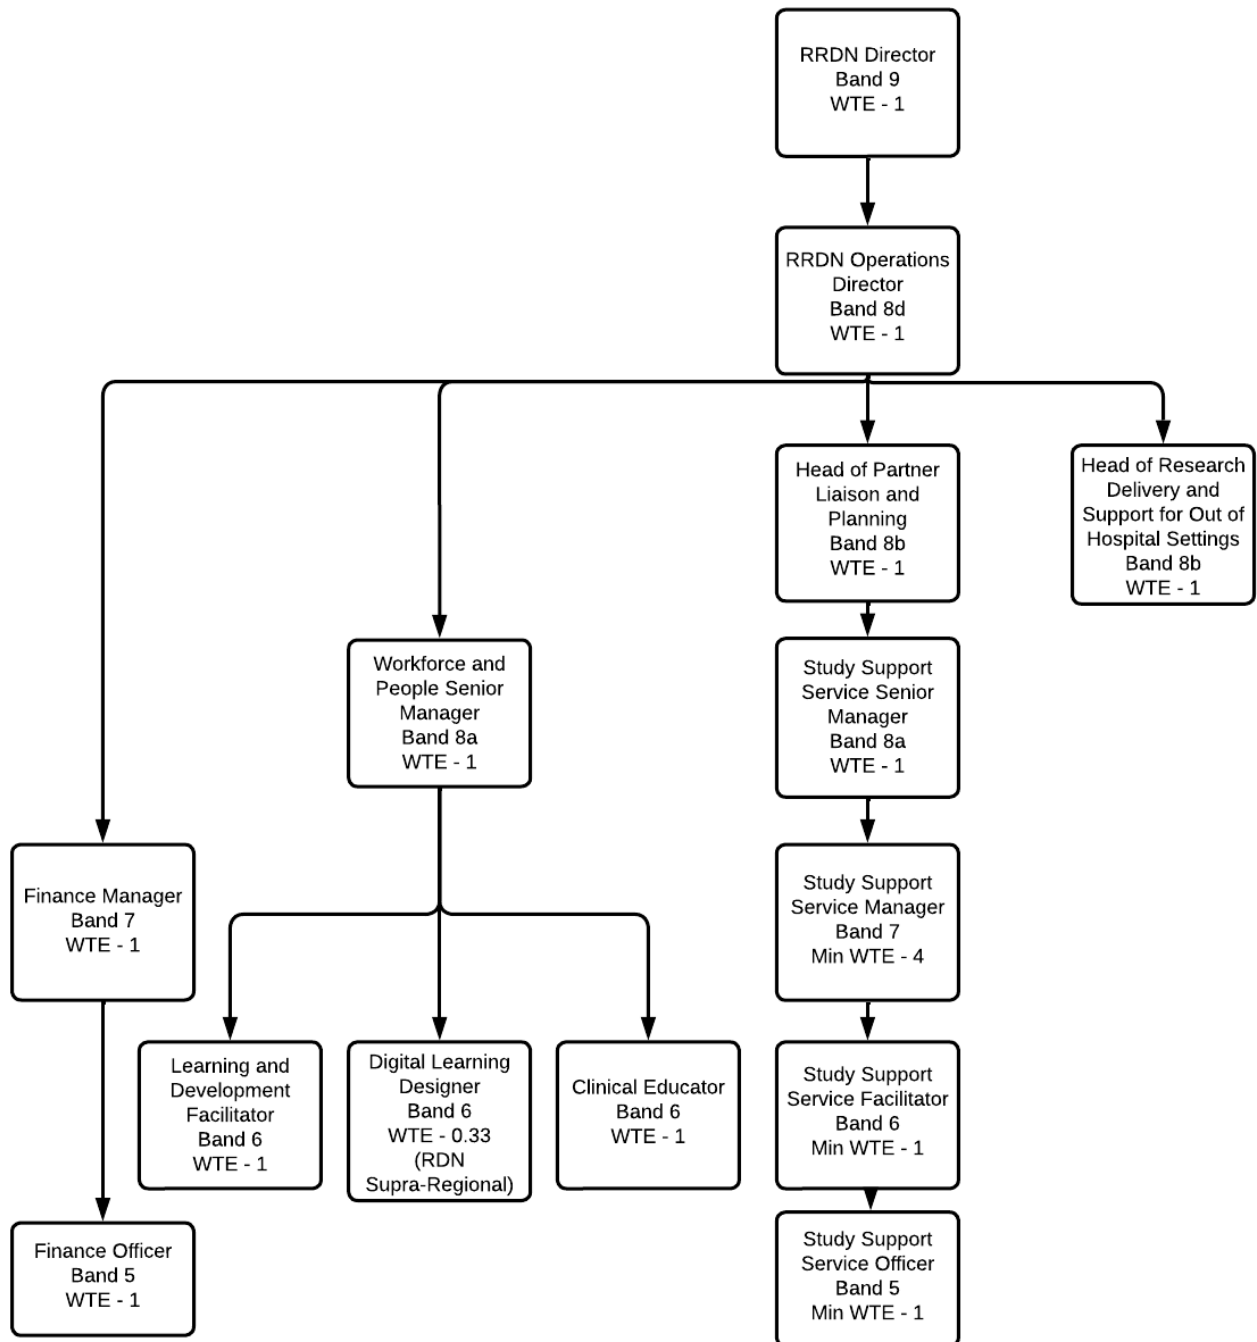 RRDN Director
Band 9
WTE - 1
RRDN Operations
Director
Band 8d
WTE - 1
Head of Partner
Liaison and
Planning
Band 8b
WTE - 1
Head of Research
Delivery and
Support for Out of
Hospital Settings
Band 8b
WTE - 1
Workforce and
People Senior
Manager
Band 8a
WTE - 1
Study Support
Service Senior
Manager
Band 8a
WTE - 1
Finance Manager
Band 7
WTE - 1
Study Support
Service Manager
Band 7
Min WTE - 4
Learning and
Development
Facilitator
Band 6
WTE - 1
Digital Learning
Designer
Band 6
WTE - 0.33
(RDN
Supra-Regional)
Clinical Educator
Band 6
WTE - 1
Study Support
Service Facilitator
Band 6
Min WTE - 1
Finance Officer
Band 5
WTE - 1
Study Support
Service Officer
Band 5
Min WTE - 1